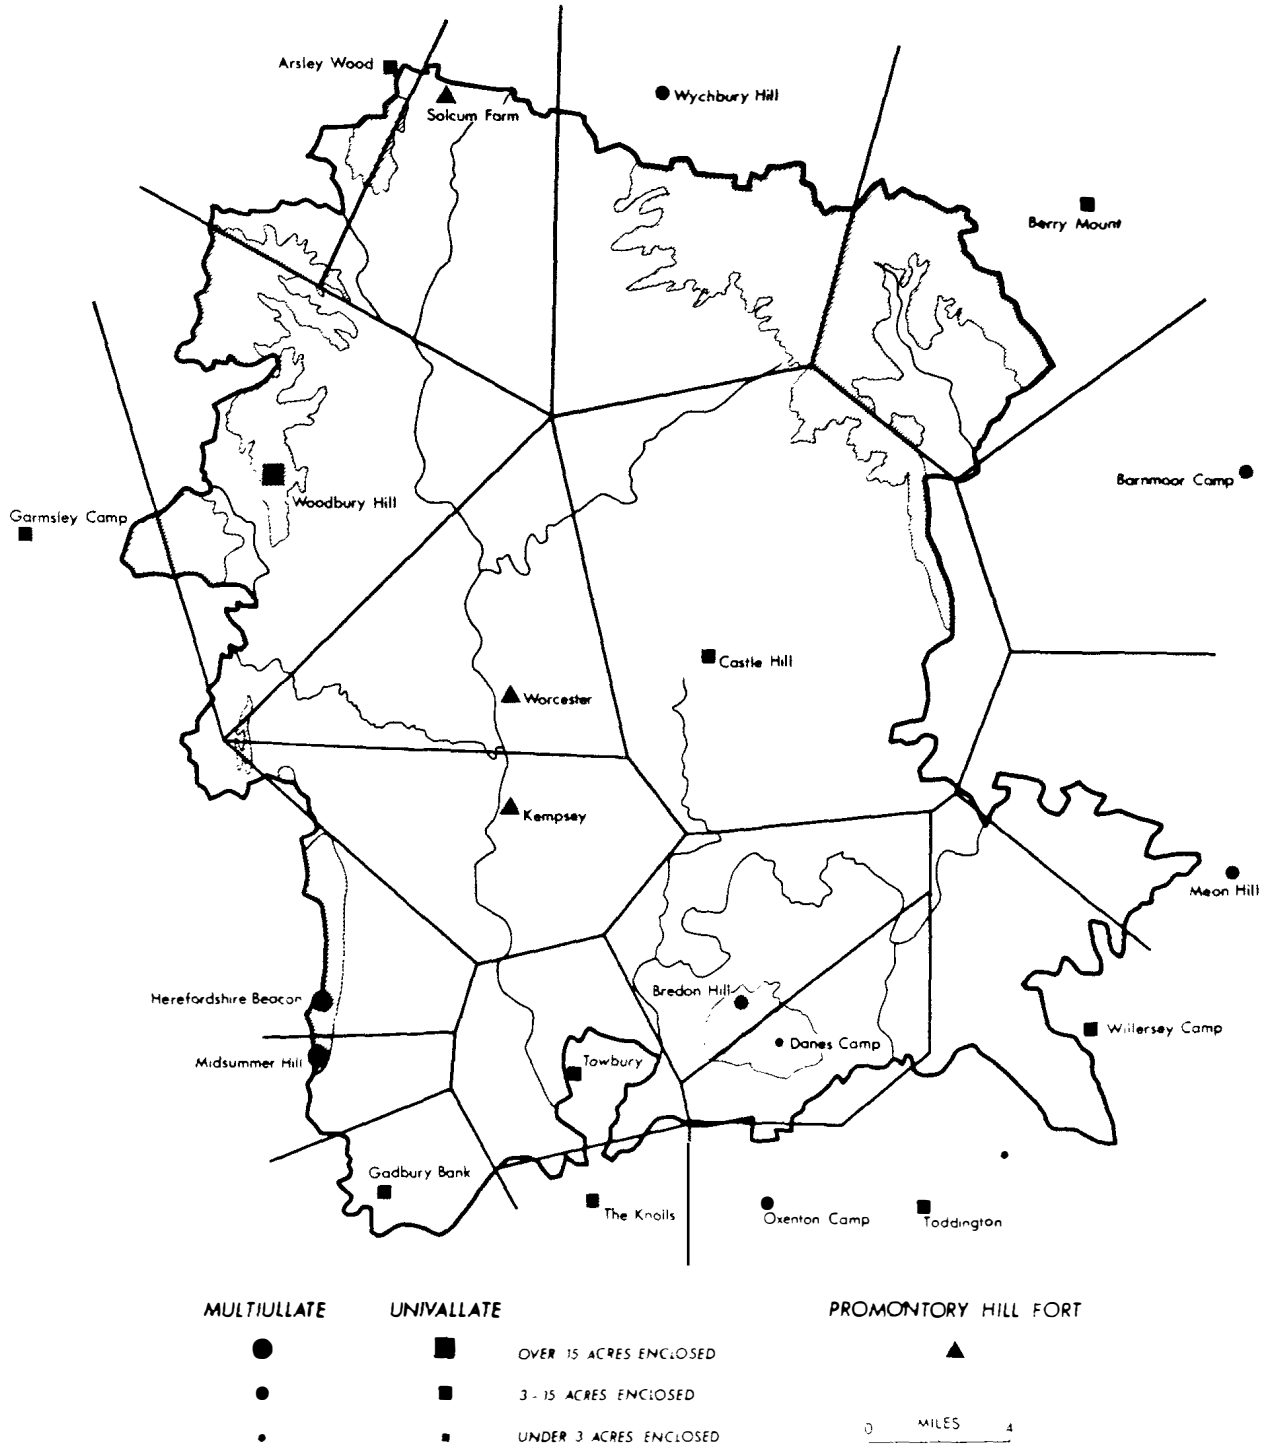 Arsley Wood
Wychbury Hill
Solcum Farm
Berry Mount
Barnmoor Camp
Woodbury Hill
Garmsley Camp
Castle Hill
Worcester
Kempsey
Meon Hill
Bredon Hill
Herefordshire Beacon
Willersey Camp
Danes Camp
Midsummer Hill
Towbury
Gadbury Bank
The Knolls
Oxenton Camp
Toddington
MULTIULLATE UNIVALLATE PROMONTORY HILL FORT
OVER 15 ACRES ENCLOSED
3 - 15 ACRES ENCLOSED
UNDER 3 ACRES ENCLOSED
0 MILES 4